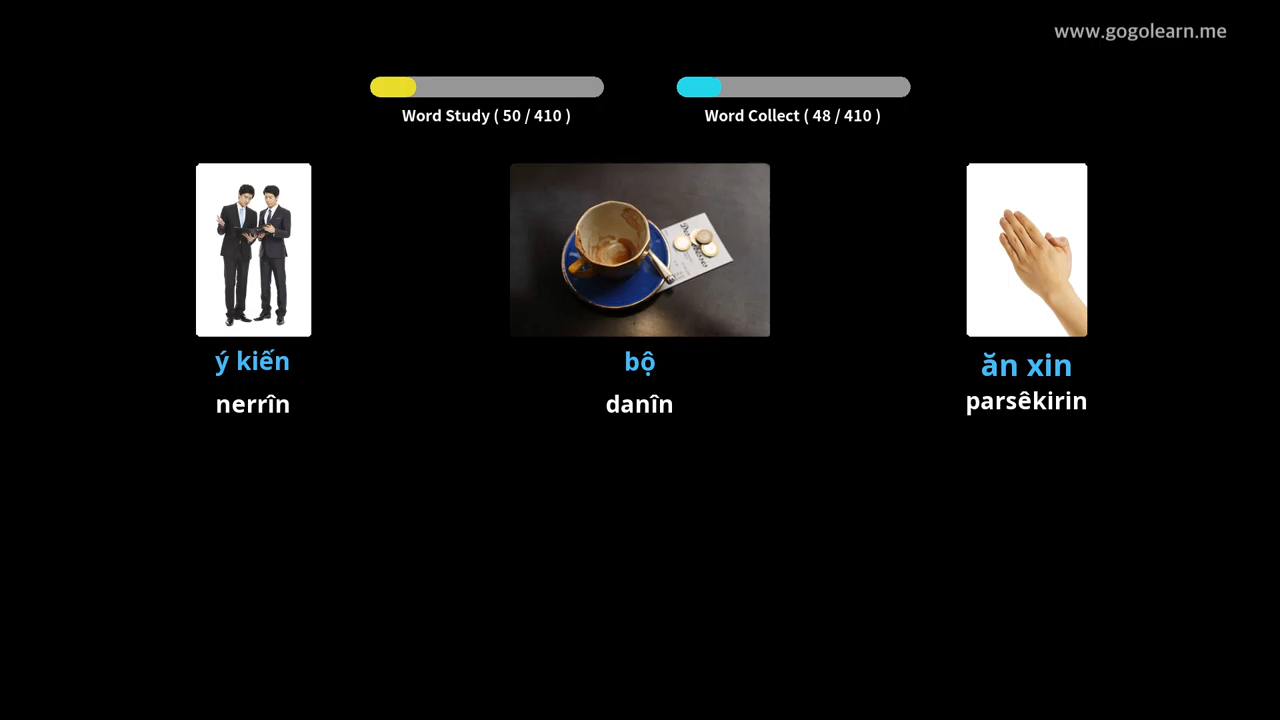 www.gogolearn.me
Word Study ( 50 / 410 )
Word Collect ( 48 / 410 )
ý kiến
nerrîn
bộ
danîn
ăn xin
parsêkirin